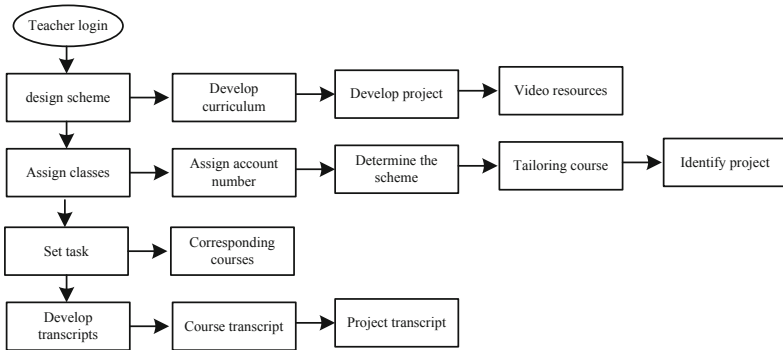 Teacher login
design scheme
Develop
curriculum
Develop project
Video resources
Assign classes
Assign account
number
Determine the
scheme
Tailoring course
Identify project
Set task
Corresponding
courses
Develop
transcripts
Course transcript
Project transcript